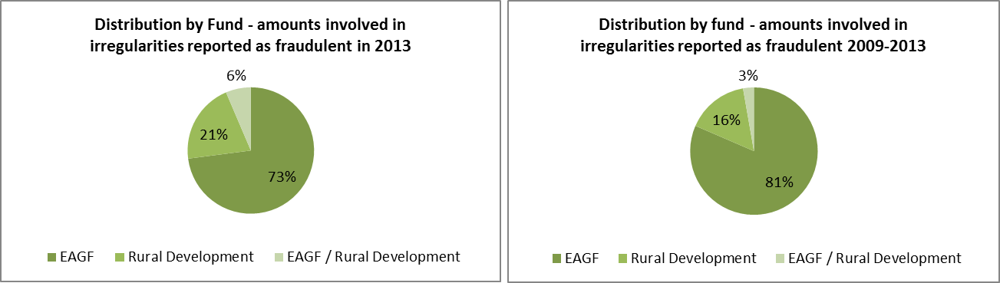 Distribution by Fund - amounts involved in
irregularities reported as fraudulent in 2013
6%
21%
73%
EAGF Rural Development EAGF / Rural Development
Distribution by fund - amounts involved in
irregularities reported as fraudulent 2009-2013
3%
16%
81%
EAGF Rural Development EAGF / Rural Development